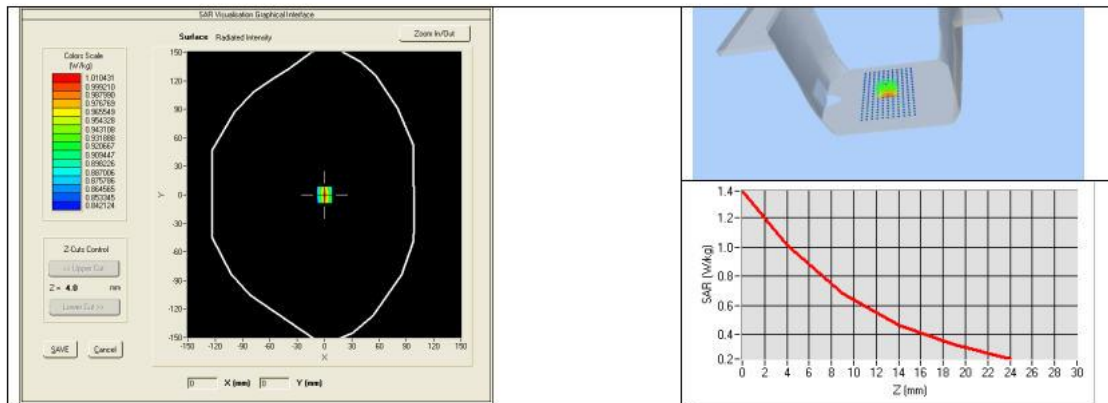 SAR Visualisation Graphical Interface
Surface Radiated Intensity
Zoom In/Out
Colors Scale
(W/kg)
1.010431
0.999210
0.987990
0.976769
0.965549
0.954328
0.943108
0.931888
0.920667
0.909447
0.898226
0.887006
0.875786
0.864565
0.853345
0.842124
Z-Cuts Control
<< Upper Cut
Z = 4.0 mm
Lower Cut >>
SAVE Cancel
150
120
90
60
30
0
-30
-60
-90
-120
-150
Y
-150 -120 -90 -60 -30 0 30 60 90 120 150
X
0 X (mm) 0 Y (mm)
1.4
1.2
1.0
0.8
0.6
0.4
0.2
SAR (W/kg)
0 2 4 6 8 10 12 14 16 18 20 22 24 26 28 30
Z (mm)